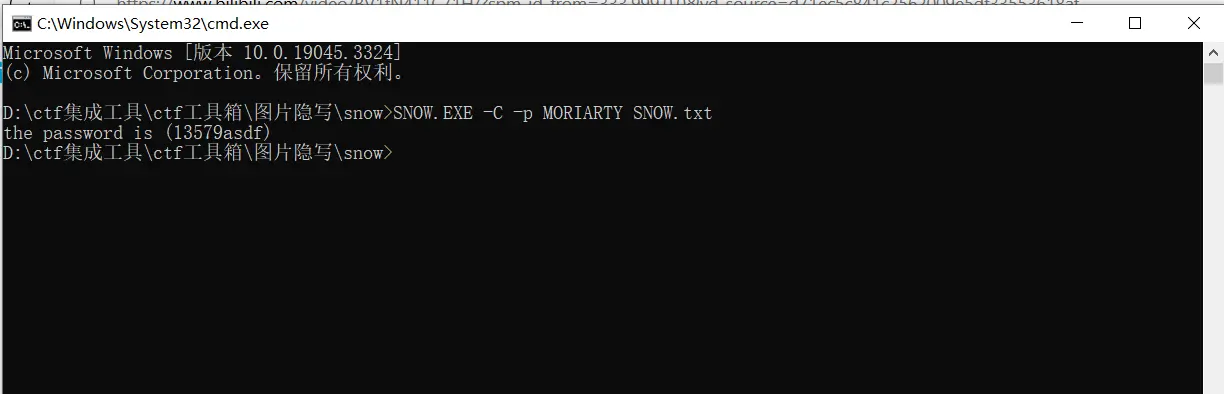 C:\Windows\System32\cmd.exe
Microsoft Windows [版本 10.0.19045.3324]
(c) Microsoft Corporation。保留所有权利。
D:\ctf集成工具\ctf工具箱\图片隐写\snow>SNOW.EXE -C -p MORIARTY SNOW.txt
the password is (13579asdf)
D:\ctf集成工具\ctf工具箱\图片隐写\snow>